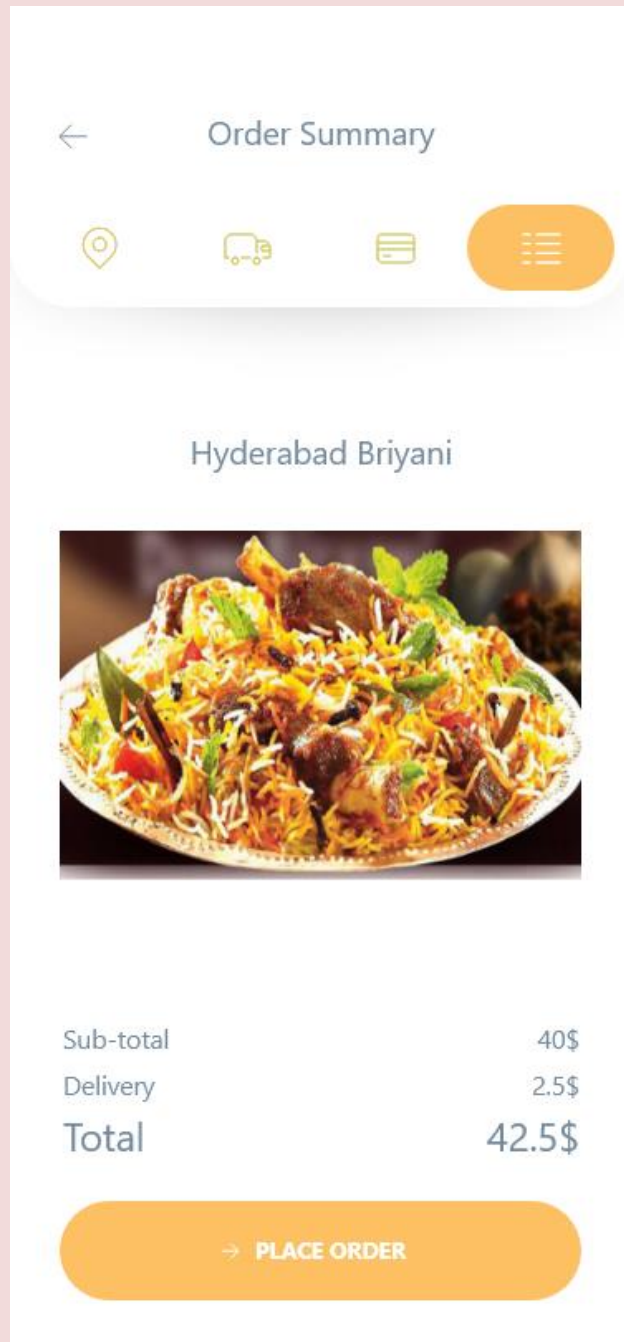 Order Summary
Hyderabad Briyani
Sub-total 40$
Delivery 2.5$
Total 42.5$
PLACE ORDER